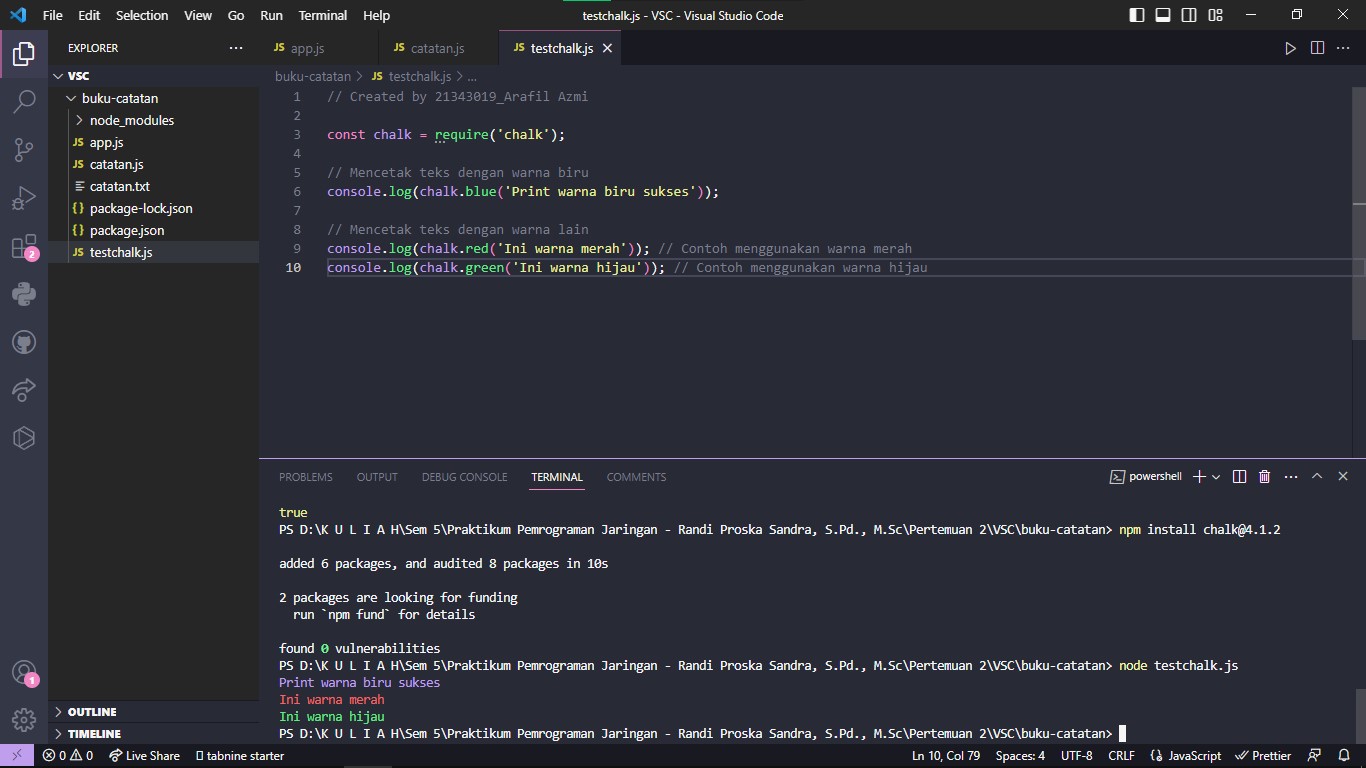 File Edit Selection View Go Run Terminal Help testchalk.js - VSC - Visual Studio Code
EXPLORER
JS app.js JS catatan.js JS testchalk.js
VSC
buku-catatan
node_modules
JS app.js
JS catatan.js
catatan.txt
{} package-lock.json
{} package.json
JS testchalk.js
OUTLINE
TIMELINE
2
1
buku-catatan > JS testchalk.js > ...
1 // Created by 21343019_Arafil Azmi
2
3 const chalk = require('chalk');
4
5 // Mencetak teks dengan warna biru
6 console.log(chalk.blue('Print warna biru sukses'));
7
8 // Mencetak teks dengan warna lain
9 console.log(chalk.red('Ini warna merah')); // Contoh menggunakan warna merah
10 console.log(chalk.green('Ini warna hijau')); // Contoh menggunakan warna hijau
PROBLEMS OUTPUT DEBUG CONSOLE TERMINAL COMMENTS powershell
true
PS D:\K U L I A H\Sem 5\Praktikum Pemrograman Jaringan - Randi Proska Sandra, S.Pd., M.Sc\Pertemuan 2\VSC\buku-catatan> npm install chalk@4.1.2
added 6 packages, and audited 8 packages in 10s
2 packages are looking for funding
run `npm fund` for details
found 0 vulnerabilities
PS D:\K U L I A H\Sem 5\Praktikum Pemrograman Jaringan - Randi Proska Sandra, S.Pd., M.Sc\Pertemuan 2\VSC\buku-catatan> node testchalk.js
Print warna biru sukses
Ini warna merah
Ini warna hijau
PS D:\K U L I A H\Sem 5\Praktikum Pemrograman Jaringan - Randi Proska Sandra, S.Pd., M.Sc\Pertemuan 2\VSC\buku-catatan>
0 0 Live Share tabnine starter Ln 10, Col 79 Spaces: 4 UTF-8 CRLF {} JavaScript Prettier